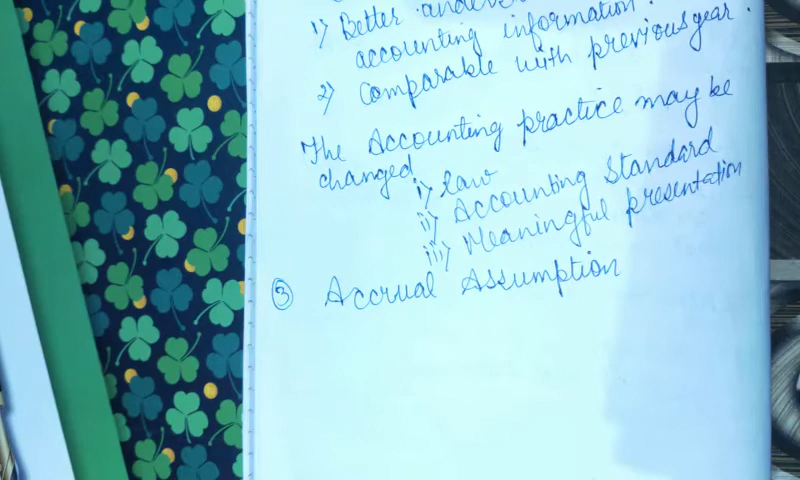 1) Better
accounting information.
2) Comparable with previous year.
The Accounting practice may be
changed
i) law
ii) Accounting Standard
iii) Meaningful presentation
③ Accrual Assumption